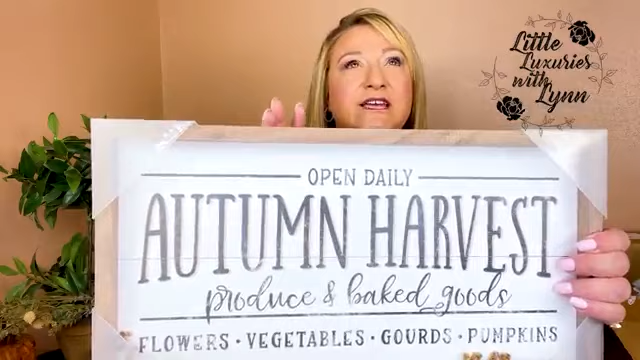 Little
Luxuries
with
Lynn
OPEN DAILY
AUTUMN HARVEST
produce & baked goods
FLOWERS · VEGETABLES · GOURDS · PUMPKINS